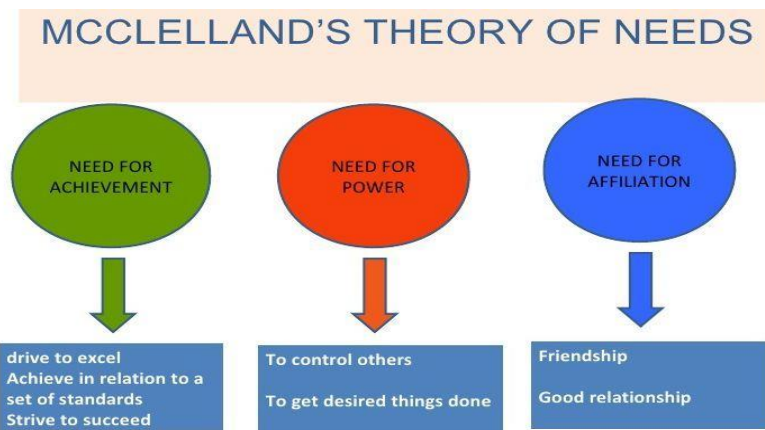 MCCLELLAND'S THEORY OF NEEDS
NEED FOR
ACHIEVEMENT
NEED FOR
POWER
NEED FOR
AFFILIATION
drive to excel
Achieve in relation to a
set of standards
Strive to succeed
To control others
To get desired things done
Friendship
Good relationship